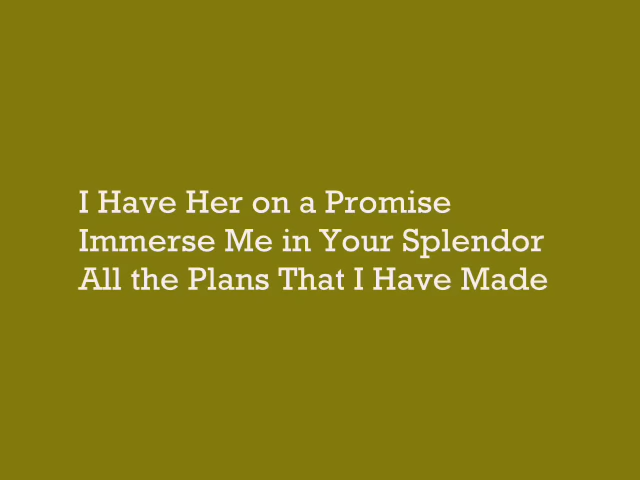 I Have Her on a Promise
Immerse Me in Your Splendor
All the Plans That I Have Made